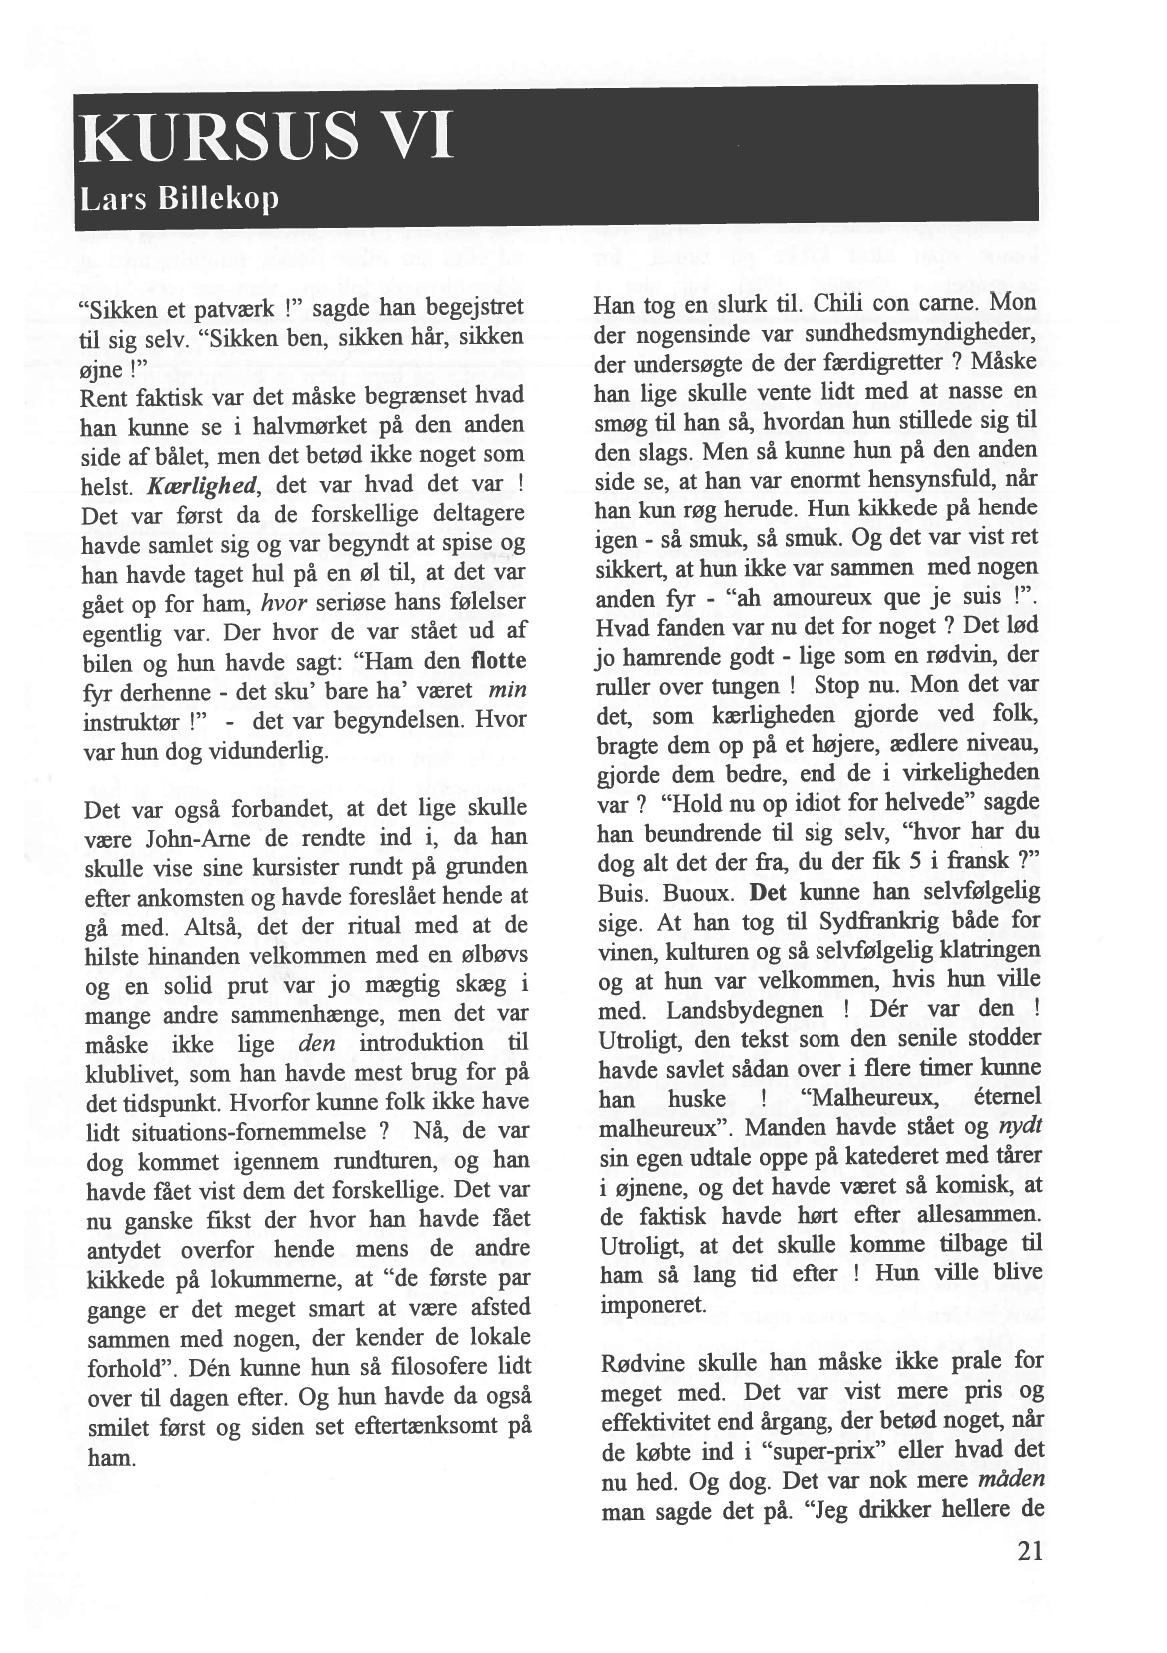 KURSUS VI
Lars Billekop
“Sikken et patværk !” sagde han begejstret
til sig selv. “Sikken ben, sikken hår, sikken
øjne !”
Rent faktisk var det måske begrænset hvad
han kunne se i halvmørket på den anden
side af bålet, men det betød ikke noget som
helst. Kærlighed, det var hvad det var !
Det var først da de forskellige deltagere
havde samlet sig og var begyndt at spise og
han havde taget hul på en øl til, at det var
gået op for ham, hvor seriøse hans følelser
egentlig var. Der hvor de var stået ud af
bilen og hun havde sagt: “Ham den flotte
fyr derhenne - det sku’ bare ha’ været min
instruktør !” - det var begyndelsen. Hvor
var hun dog vidunderlig.
Det var også forbandet, at det lige skulle
være John-Arne de rendte ind i, da han
skulle vise sine kursister rundt på grunden
efter ankomsten og havde foreslået hende at
gå med. Altså, det der ritual med at de
hilste hinanden velkommen med en ølbøvs
og en solid prut var jo mægtig skæg i
mange andre sammenhænge, men det var
måske ikke lige den introduktion til
klublivet, som han havde mest brug for på
det tidspunkt. Hvorfor kunne folk ikke have
lidt situations-fornemmelse ? Nå, de var
dog kommet igennem rundturen, og han
havde fået vist dem det forskellige. Det var
nu ganske fikst der hvor han havde fået
antydet overfor hende mens de andre
kikkede på lokummerne, at “de første par
gange er det meget smart at være afsted
sammen med nogen, der kender de lokale
forhold”. Dén kunne hun så filosofere lidt
over til dagen efter. Og hun havde da også
smilet først og siden set eftertænksomt på
ham.
Han tog en slurk til. Chili con carne. Mon
der nogensinde var sundhedsmyndigheder,
der undersøgte de der færdigretter ? Måske
han lige skulle vente lidt med at nasse en
smøg til han så, hvordan hun stillede sig til
den slags. Men så kunne hun på den anden
side se, at han var enormt hensynsfuld, når
han kun røg herude. Hun kikkede på hende
igen - så smuk, så smuk. Og det var vist ret
sikkert, at hun ikke var sammen med nogen
anden fyr - “ah amoureux que je suis !”.
Hvad fanden var nu det for noget ? Det lød
jo hamrende godt - lige som en rødvin, der
ruller over tungen ! Stop nu. Mon det var
det, som kærligheden gjorde ved folk,
bragte dem op på et højere, ædlere niveau,
gjorde dem bedre, end de i virkeligheden
var ? “Hold nu op idiot for helvede” sagde
han beundrende til sig selv, “hvor har du
dog alt det der fra, du der fik 5 i fransk ?”
Buis. Buoux. Det kunne han selvfølgelig
sige. At han tog til Sydfrankrig både for
vinen, kulturen og så selvfølgelig klatringen
og at hun var velkommen, hvis hun ville
med. Landsbydegnen ! Dér var den !
Utroligt, den tekst som den senile stodder
havde savlet sådan over i flere timer kunne
han huske ! “Malheureux, éternel
malheureux”. Manden havde stået og nydt
sin egen udtale oppe på katederet med tårer
i øjnene, og det havde været så komisk, at
de faktisk havde hørt efter allesammen.
Utroligt, at det skulle komme tilbage til
ham så lang tid efter ! Hun ville blive
imponeret.
Rødvine skulle han måske ikke prale for
meget med. Det var vist mere pris og
effektivitet end årgang, der betød noget, når
de købte ind i “super-prix” eller hvad det
nu hed. Og dog. Det var nok mere måden
man sagde det på. “Jeg drikker hellere de
21